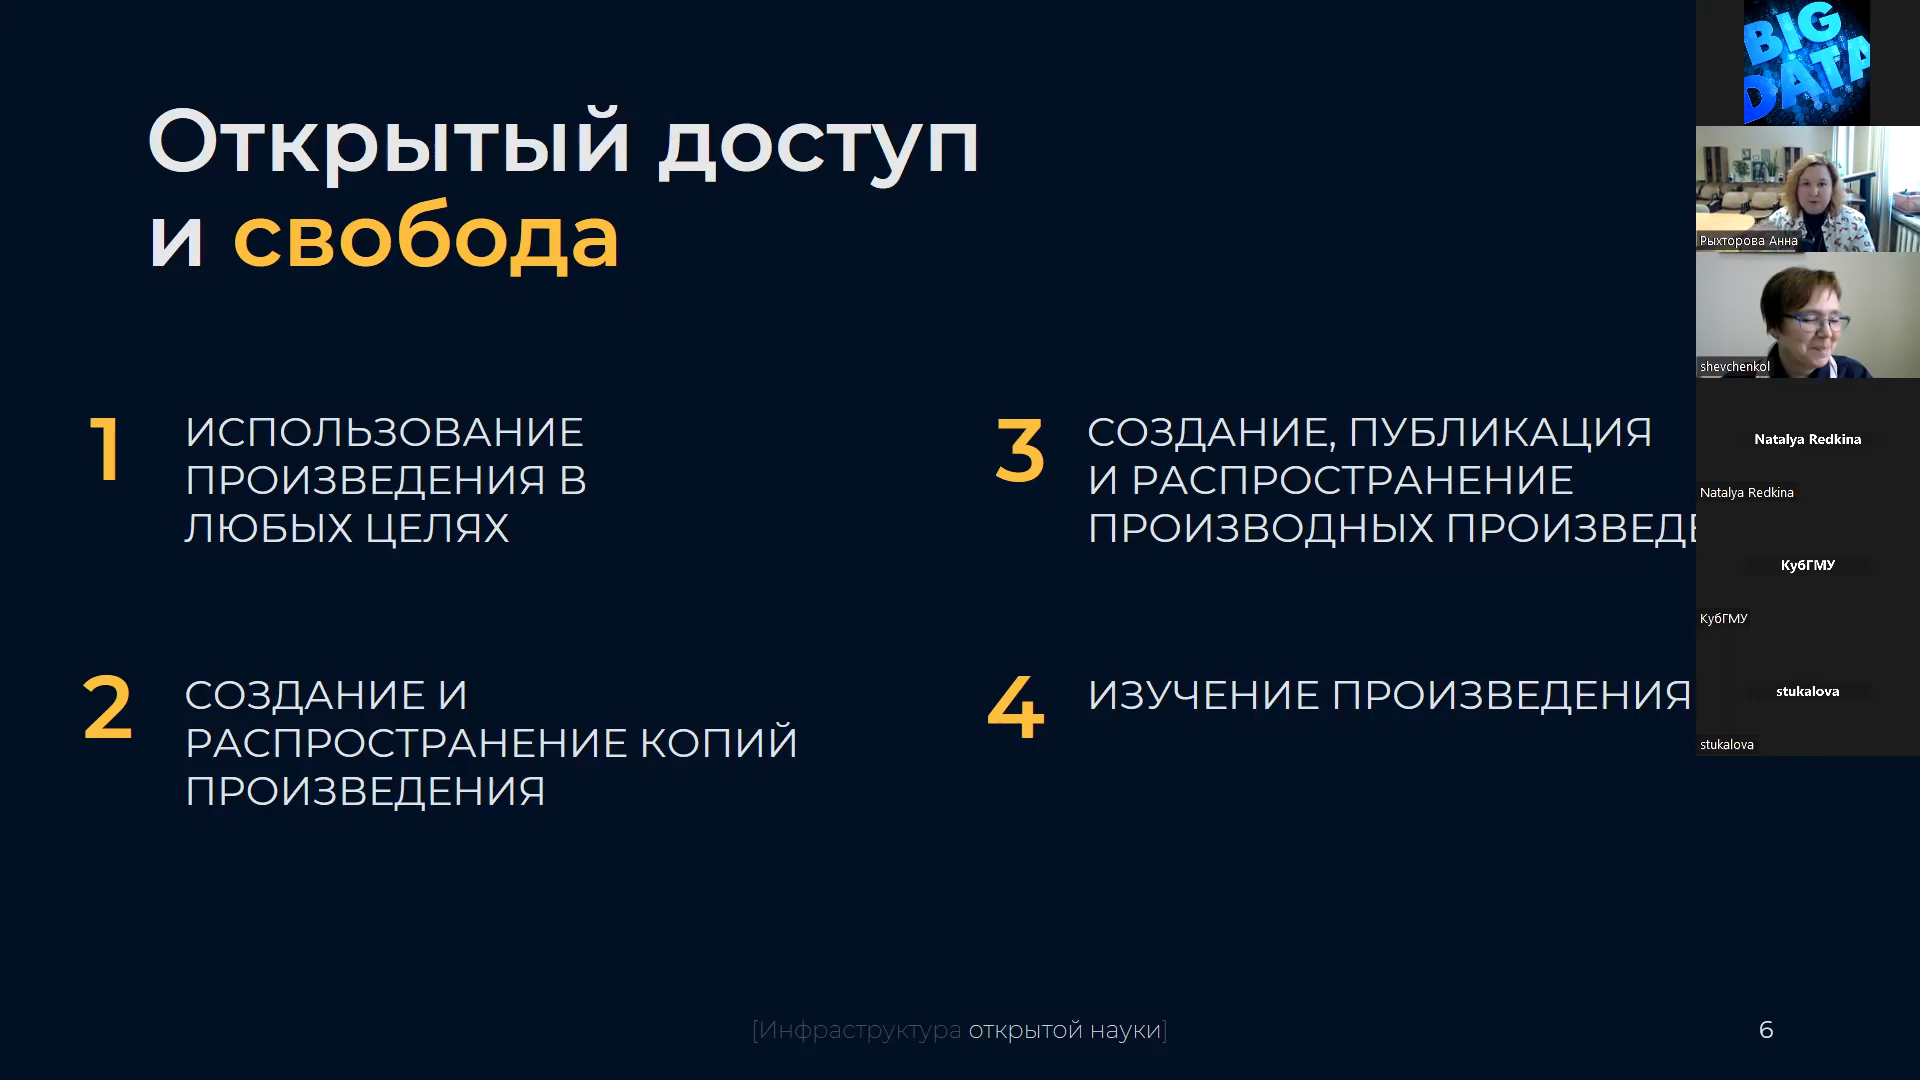 Открытый доступ
и свобода
1
ИСПОЛЬЗОВАНИЕ
ПРОИЗВЕДЕНИЯ В
ЛЮБЫХ ЦЕЛЯХ
2
СОЗДАНИЕ И
РАСПРОСТРАНЕНИЕ КОПИЙ
ПРОИЗВЕДЕНИЯ
3
СОЗДАНИЕ, ПУБЛИКАЦИЯ
И РАСПРОСТРАНЕНИЕ
ПРОИЗВОДНЫХ
4
ИЗУЧЕНИЕ ПРОИЗВЕДЕНИЯ
[Инфраструктура открытой науки]
6
BIG
DATA
Рыхторова Анна
shevchenkol
Natalya Redkina
Natalya Redkina
КубГМУ
КубГМУ
stukalova
stukalova